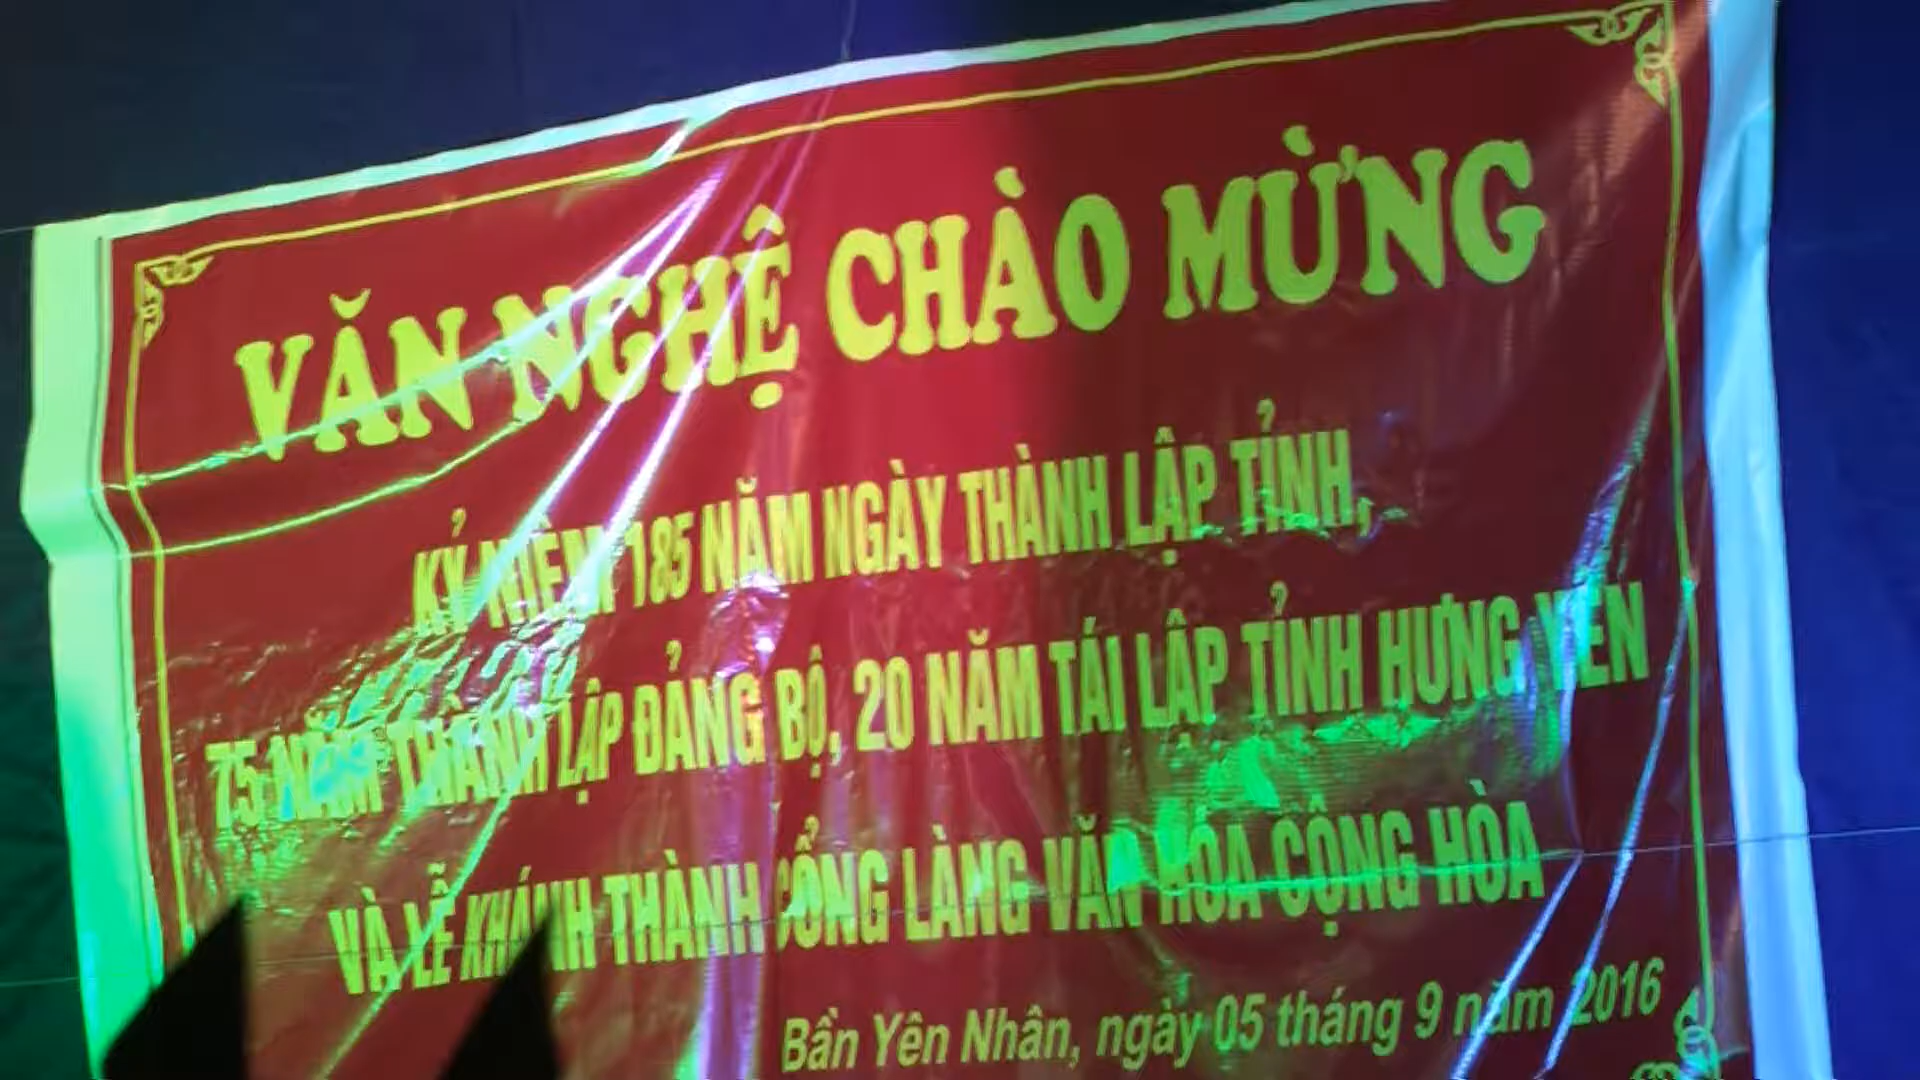 VĂN NGHỆ CHÀO MỪNG
KỶ NIỆM 185 NĂM NGÀY THÀNH LẬP TỈNH,
75 NĂM THÀNH LẬP ĐẢNG BỘ, 20 NĂM TÁI LẬP TỈNH HƯNG YÊN
VÀ LỄ KHÁNH THÀNH CỔNG LÀNG VĂN HÓA CỘNG HÒA
Bần Yên Nhân, ngày 05 tháng 9 năm 2016